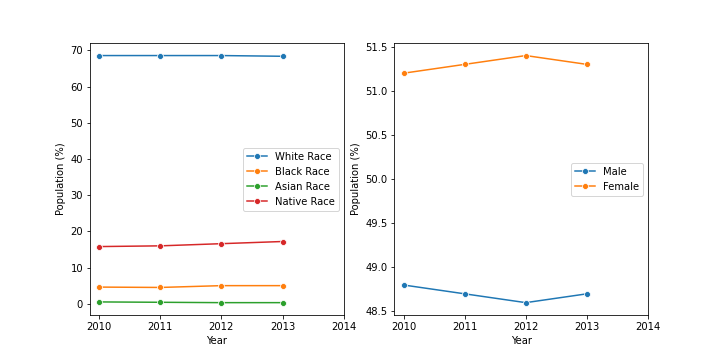 70
60
50
40
30
20
10
0
Population (%)
2010 2011 2012 2013 2014
Year
White Race
Black Race
Asian Race
Native Race
51.5
51.0
50.5
50.0
49.5
49.0
48.5
Population (%)
2010 2011 2012 2013 2014
Year
Male
Female